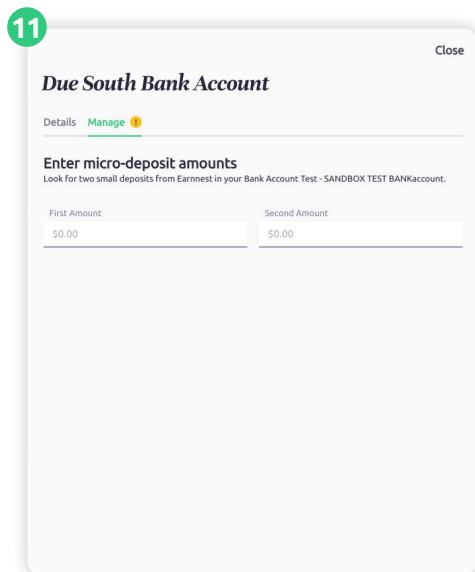 11
Close
Due South Bank Account
Details Manage !
Enter micro-deposit amounts
Look for two small deposits from Earnnest in your Bank Account Test - SANDBOX TEST BANKaccount.
First Amount Second Amount
$0.00 $0.00